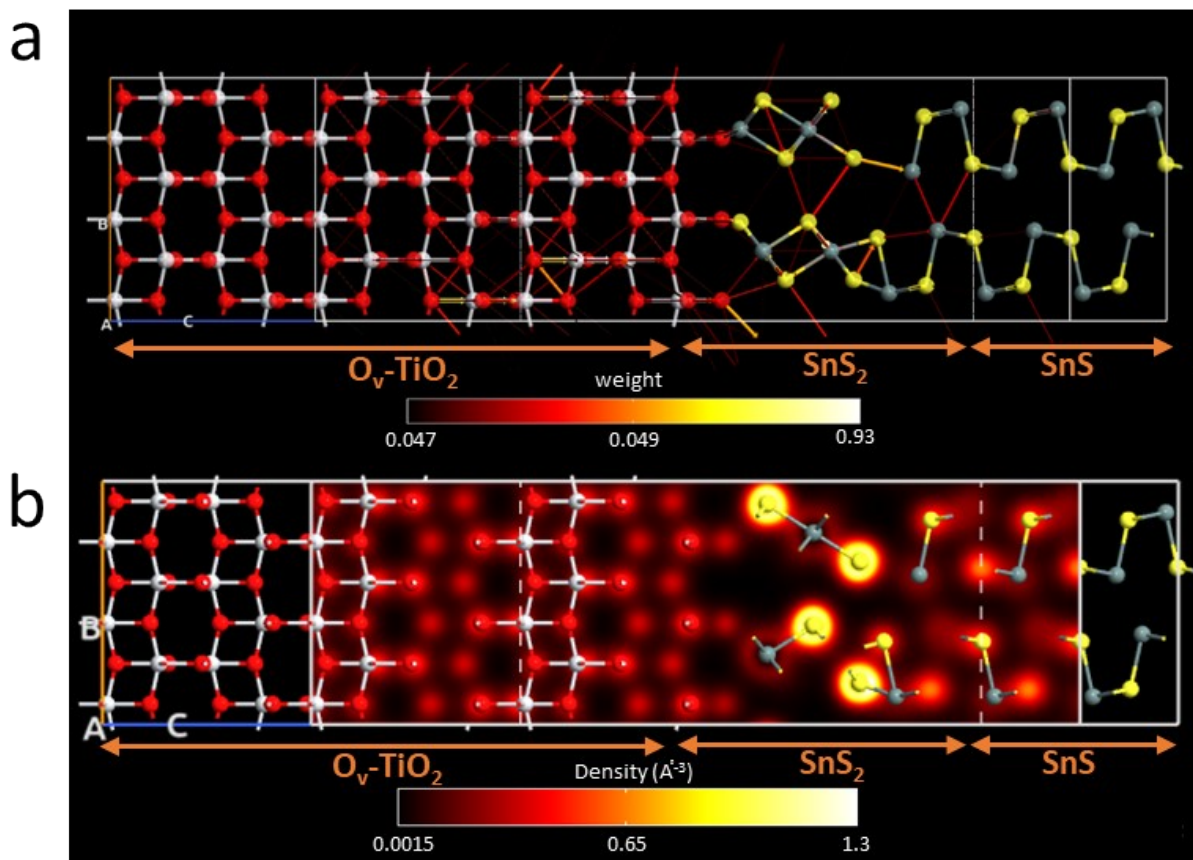 a
B
A
C
Oᵥ-TiO₂
SnS₂
SnS
weight
0.047
0.049
0.93
b
B
A
C
Oᵥ-TiO₂
SnS₂
SnS
Density (Å⁻³)
0.0015
0.65
1.3